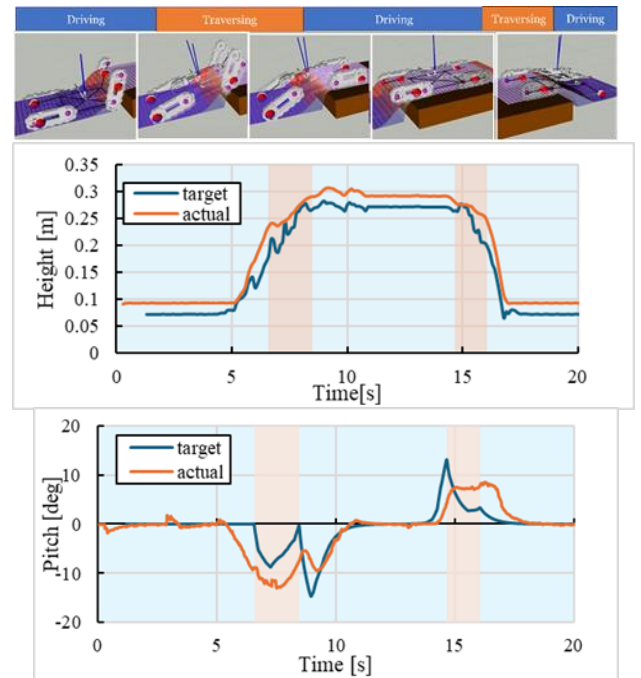 Driving Traversing Driving Traversing Driving
0.35
0.3
0.25
0.2
0.15
0.1
0.05
0
Height [m]
target
actual
0 5 10 15 20
Time[s]
20
10
0
-10
-20
Pitch [deg]
target
actual
0 5 10 15 20
Time [s]